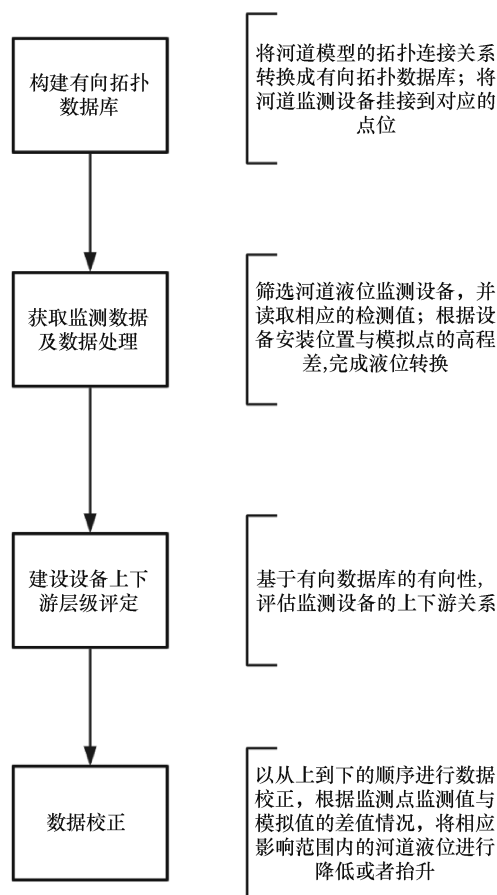 构建有向拓扑
数据库
将河道模型的拓扑连接关系
转换成有向拓扑数据库；将
河道监测设备挂接到对应的
点位
获取监测数据
及数据处理
筛选河道液位监测设备，并
读取相应的检测值；根据设
备安装位置与模拟点的高程
差,完成液位转换
建设设备上下
游层级评定
基于有向数据库的有向性,
评估监测设备的上下游关系
数据校正
以从上到下的顺序进行数据
校正，根据监测点监测值与
模拟值的差值情况，将相应
影响范围内的河道液位进行
降低或者抬升